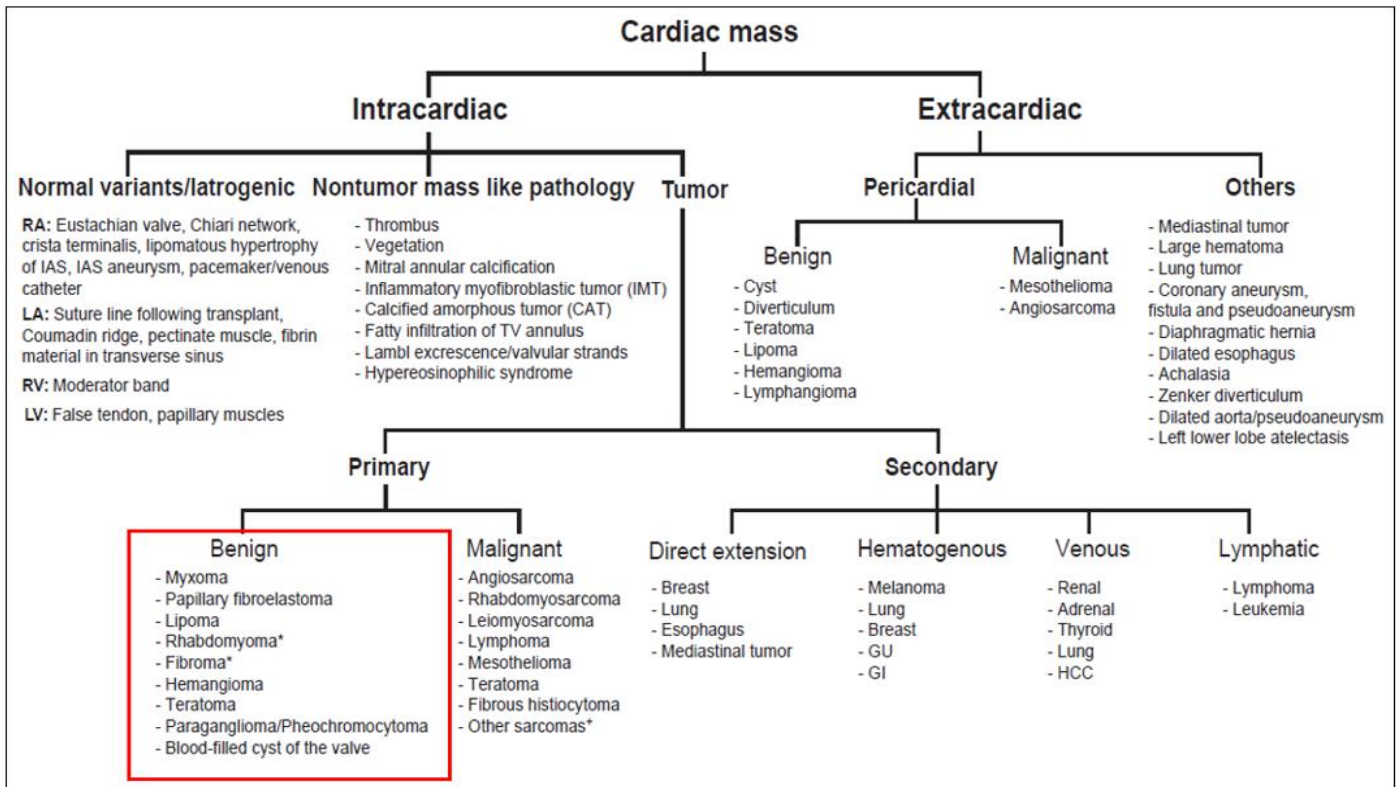 Cardiac mass
Intracardiac
Extracardiac
Normal variants/Iatrogenic
RA: Eustachian valve, Chiari network,
crista terminalis, lipomatous hypertrophy
of IAS, IAS aneurysm, pacemaker/venous
catheter
LA: Suture line following transplant,
Coumadin ridge, pectinate muscle, fibrin
material in transverse sinus
RV: Moderator band
LV: False tendon, papillary muscles
Nontumor mass like pathology
- Thrombus
- Vegetation
- Mitral annular calcification
- Inflammatory myofibroblastic tumor (IMT)
- Calcified amorphous tumor (CAT)
- Fatty infiltration of TV annulus
- Lambl excrescence/valvular strands
- Hypereosinophilic syndrome
Tumor
Pericardial
Benign
- Cyst
- Diverticulum
- Teratoma
- Lipoma
- Hemangioma
- Lymphangioma
Malignant
- Mesothelioma
- Angiosarcoma
Others
- Mediastinal tumor
- Large hematoma
- Lung tumor
- Coronary aneurysm,
fistula and pseudoaneurysm
- Diaphragmatic hernia
- Dilated esophagus
- Achalasia
- Zenker diverticulum
- Dilated aorta/pseudoaneurysm
- Left lower lobe atelectasis
Primary
Benign
- Myxoma
- Papillary fibroelastoma
- Lipoma
- Rhabdomyoma*
- Fibroma*
- Hemangioma
- Teratoma
- Paraganglioma/Pheochromocytoma
- Blood-filled cyst of the valve
Malignant
- Angiosarcoma
- Rhabdomyosarcoma
- Leiomyosarcoma
- Lymphoma
- Mesothelioma
- Teratoma
- Fibrous histiocytoma
- Other sarcomas+
Secondary
Direct extension
- Breast
- Lung
- Esophagus
- Mediastinal tumor
Hematogenous
- Melanoma
- Lung
- Breast
- GU
- GI
Venous
- Renal
- Adrenal
- Thyroid
- Lung
- HCC
Lymphatic
- Lymphoma
- Leukemia